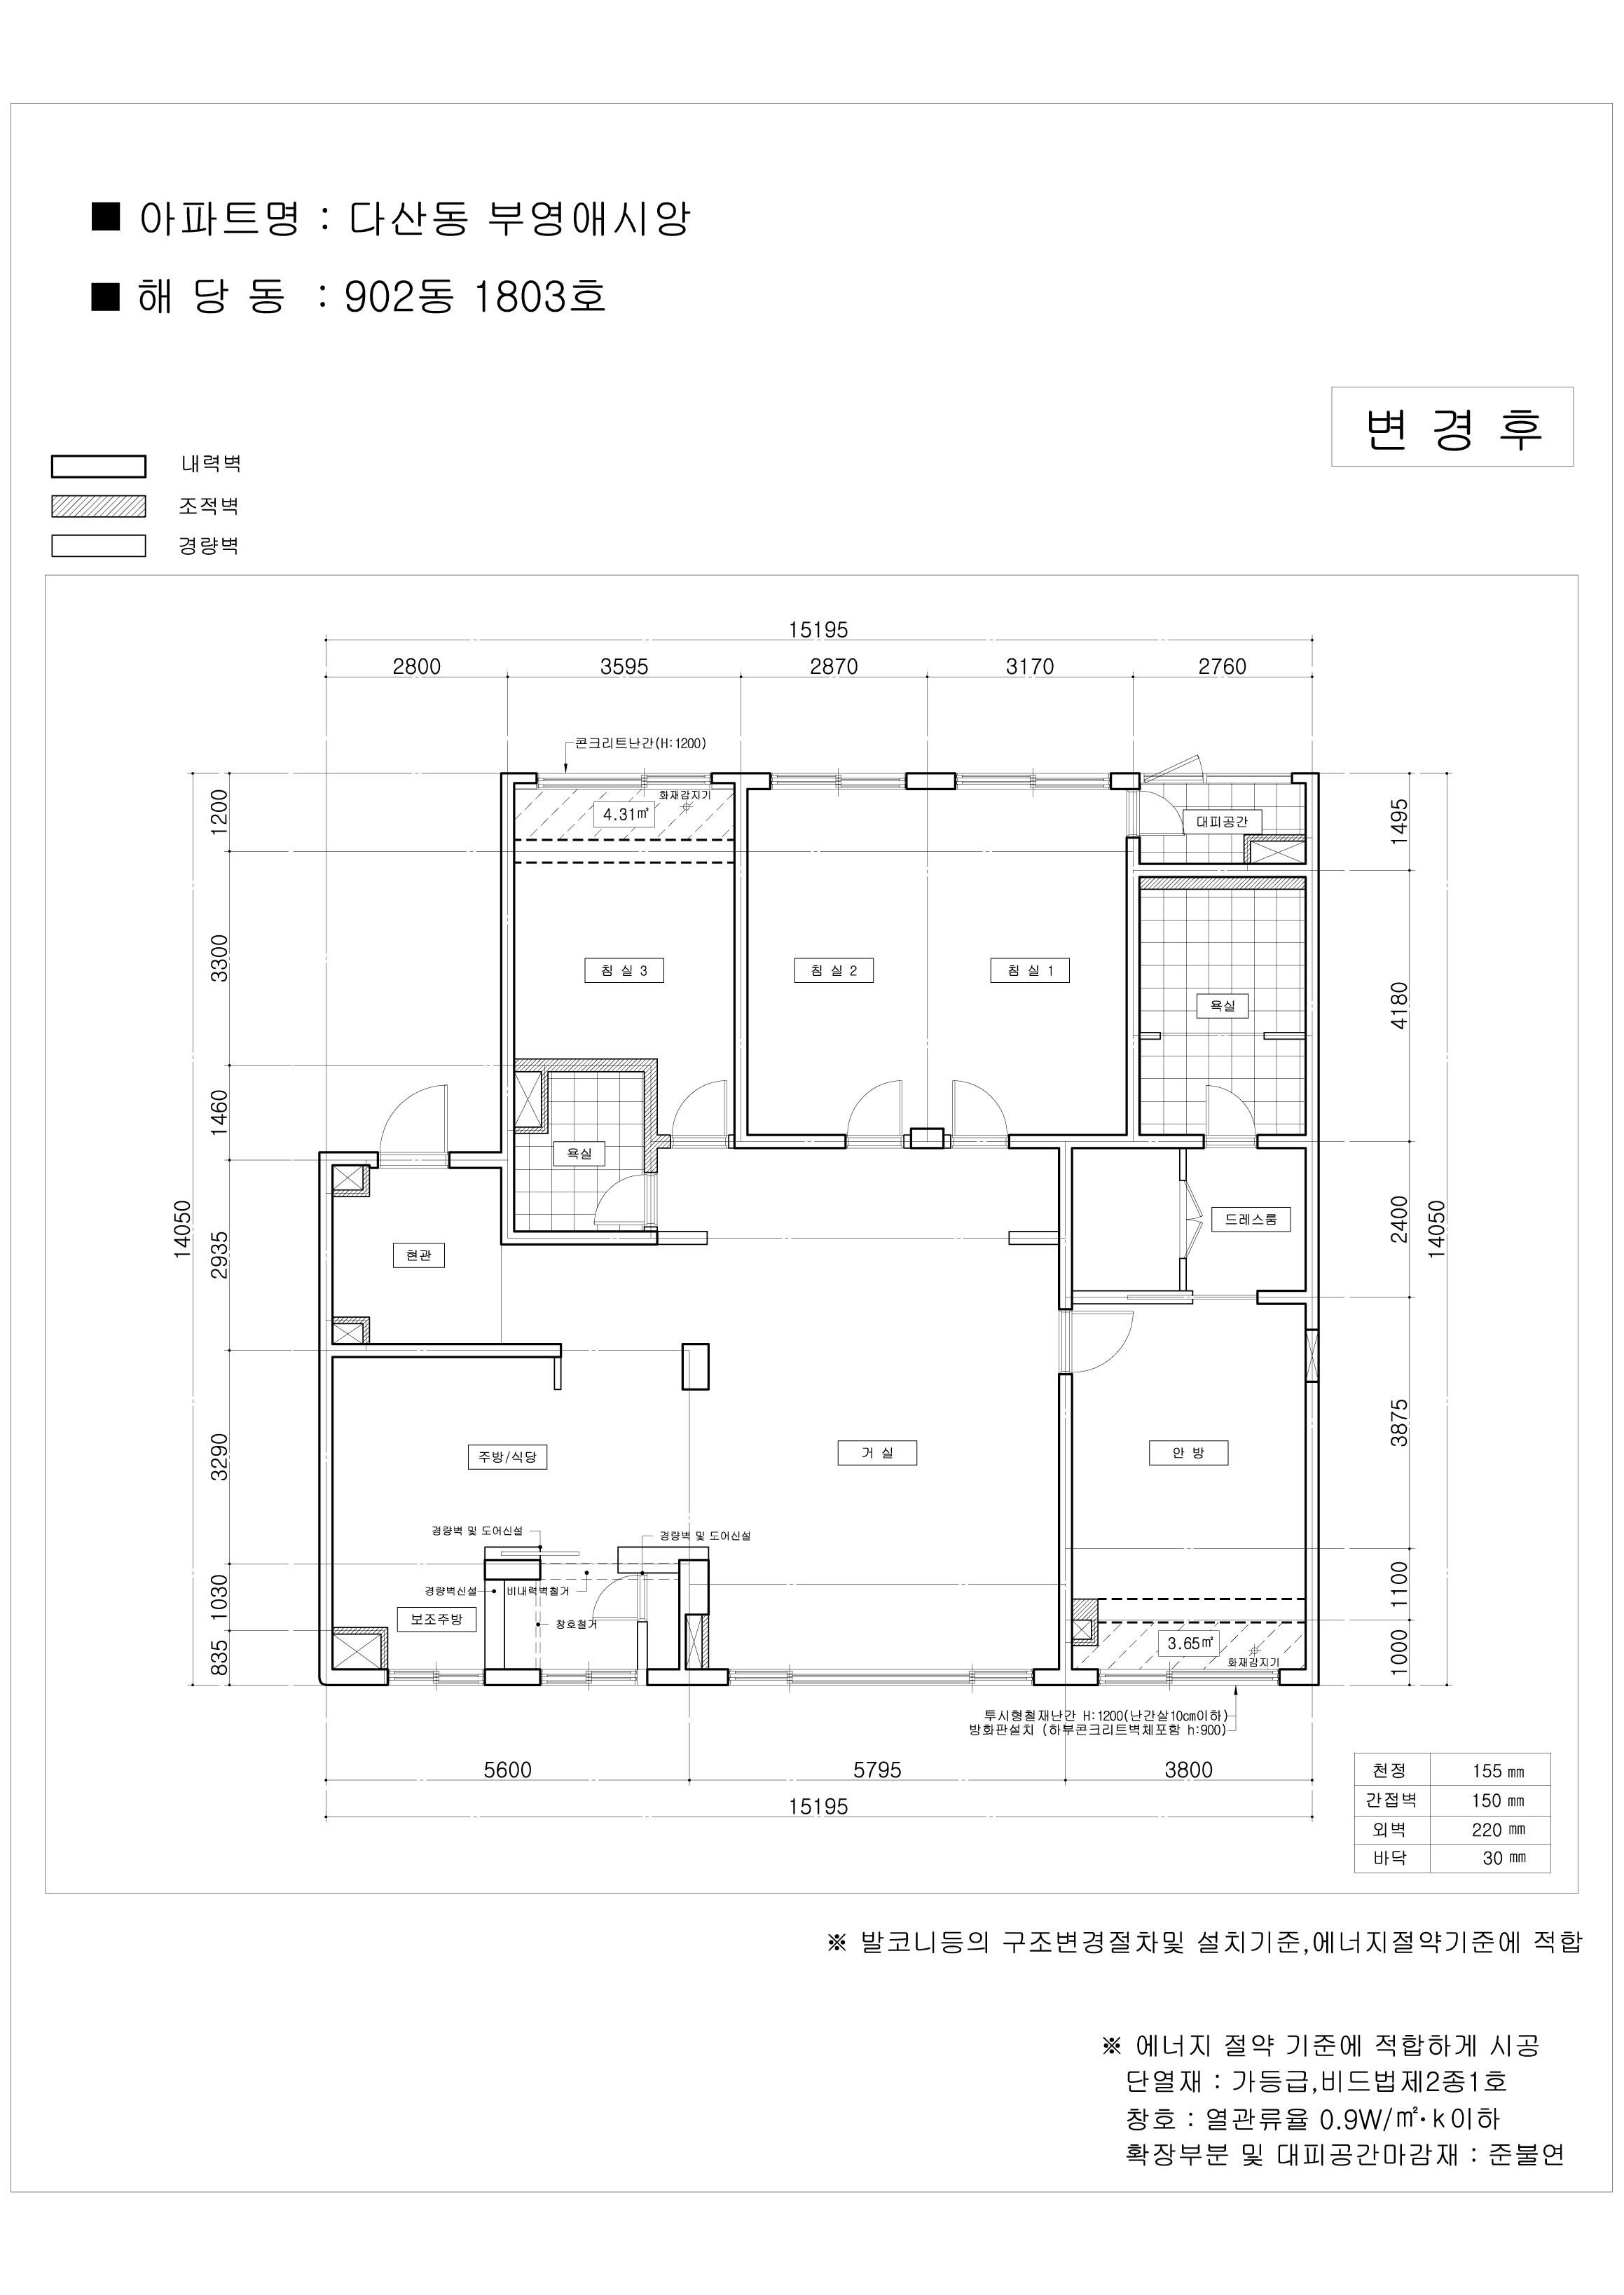 ■ 아파트명 : 다산동 부영애시앙
■ 해 당 동 : 902동 1803호
변 경 후
내력벽
조적벽
경량벽
15195
2800 3595 2870 3170 2760
콘크리트난간(H:1200)
화재감지기
4.31㎡
대피공간
1200
1495
3300
침 실 3
침 실 2
침 실 1
욕실
4180
1460
욕실
드레스룸
2400
14050
14050
2935
현관
3290
주방/식당
거 실
안 방
3875
경량벽 및 도어신설
경량벽 및 도어신설
경량벽신설
비내력벽철거
1030
1100
보조주방
창호철거
835
3.65㎡
화재감지기
1000
투시형철재난간 H:1200(난간살10㎝이하)
방화판설치 (하부콘크리트벽체포함 h:900)
5600 5795 3800
15195
천정 155 ㎜
간접벽 150 ㎜
외벽 220 ㎜
바닥 30 ㎜
※ 발코니등의 구조변경절차및 설치기준,에너지절약기준에 적합
※ 에너지 절약 기준에 적합하게 시공
단열재 : 가등급,비드법제2종1호
창호 : 열관류율 0.9W/㎡·k이하
확장부분 및 대피공간마감재 : 준불연